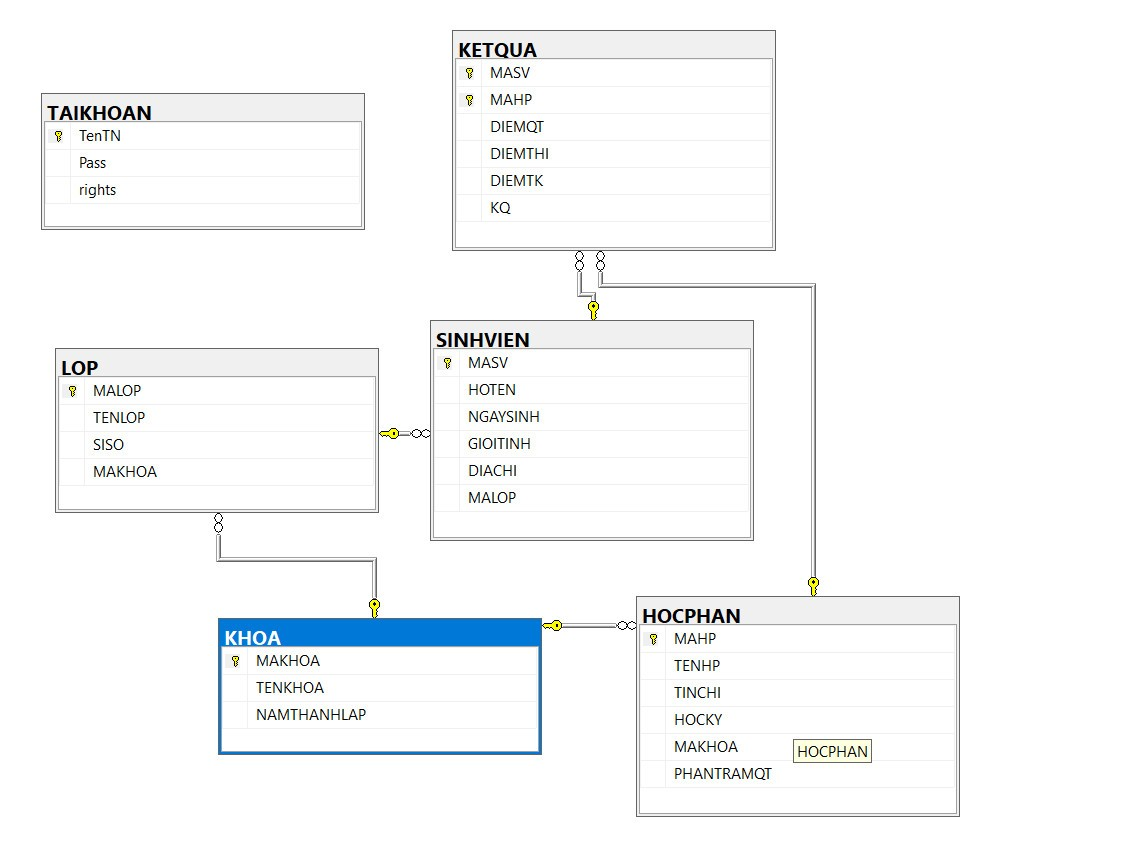 TAIKHOAN
TenTN
Pass
rights
KETQUA
MASV
MAHP
DIEMQT
DIEMTHI
DIEMTK
KQ
LOP
MALOP
TENLOP
SISO
MAKHOA
SINHVIEN
MASV
HOTEN
NGAYSINH
GIOITINH
DIACHI
MALOP
KHOA
MAKHOA
TENKHOA
NAMTHANHLAP
HOCPHAN
MAHP
TENHP
TINCHI
HOCKY
MAKHOA
HOCPHAN
PHANTRAMQT